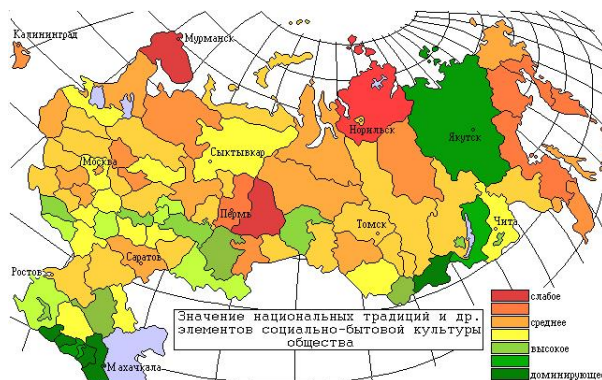 Калининград
Мурманск
Норильск
Якутск
Сыктывкар
Москва
Пермь
Томск
Чита
Саратов
Ростов
Махачкала
Значение национальных традиций и др.
элементов социально-бытовой культуры
общества
слабое
среднее
высокое
доминирующее